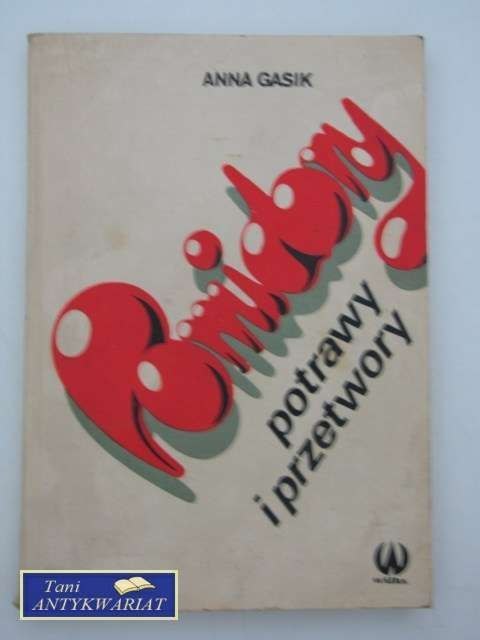 ANNA GASIK
Pomidory
potrawy
i przetwory
Tani
ANTYKWARIAT